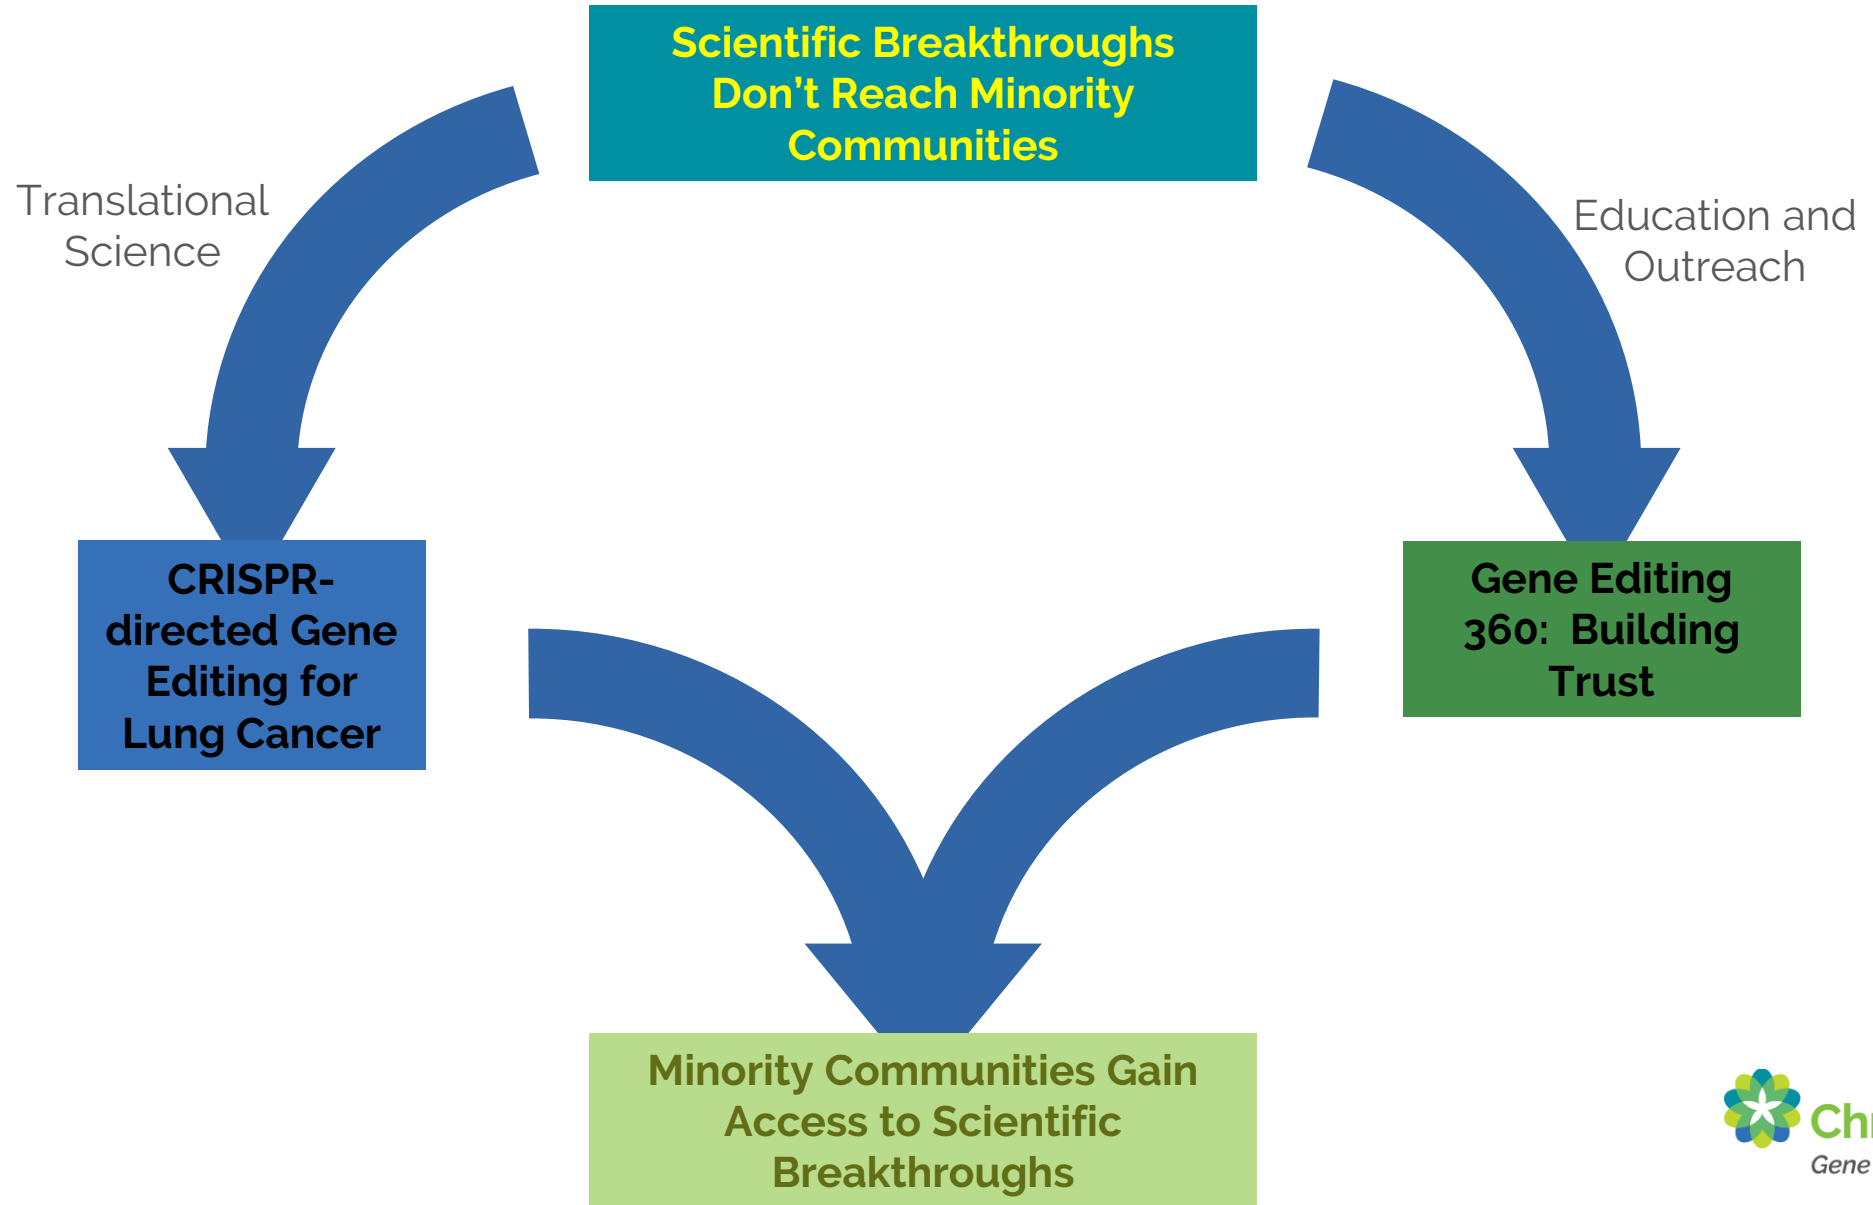 Scientific Breakthroughs
Don't Reach Minority
Communities
Translational
Science
Education and
Outreach
CRISPR-
directed Gene
Editing for
Lung Cancer
Gene Editing
360: Building
Trust
Minority Communities Gain
Access to Scientific
Breakthroughs
Gene